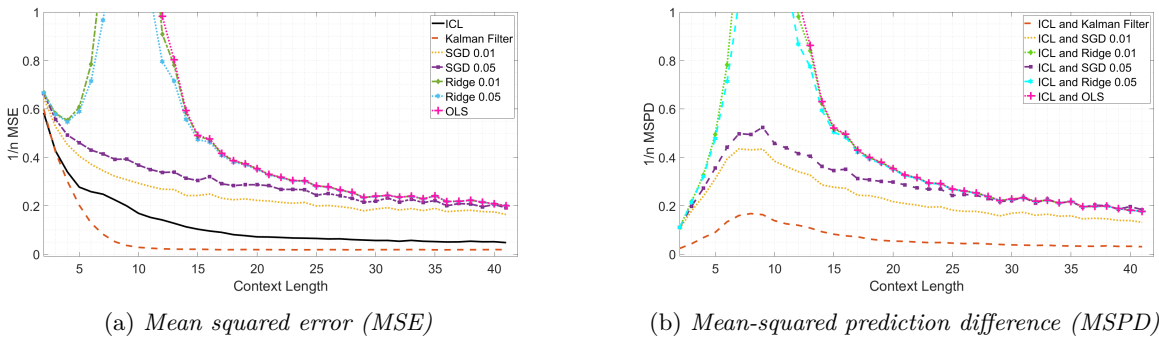 1/n MSE
1
0.8
0.6
0.4
0.2
0
5 10 15 20 25 30 35 40
Context Length
ICL
Kalman Filter
SGD 0.01
SGD 0.05
Ridge 0.01
Ridge 0.05
OLS
(a) Mean squared error (MSE)
1/n MSPD
1
0.8
0.6
0.4
0.2
0
5 10 15 20 25 30 35 40
Context Length
ICL and Kalman Filter
ICL and SGD 0.01
ICL and Ridge 0.01
ICL and SGD 0.05
ICL and Ridge 0.05
ICL and OLS
(b) Mean-squared prediction difference (MSPD)